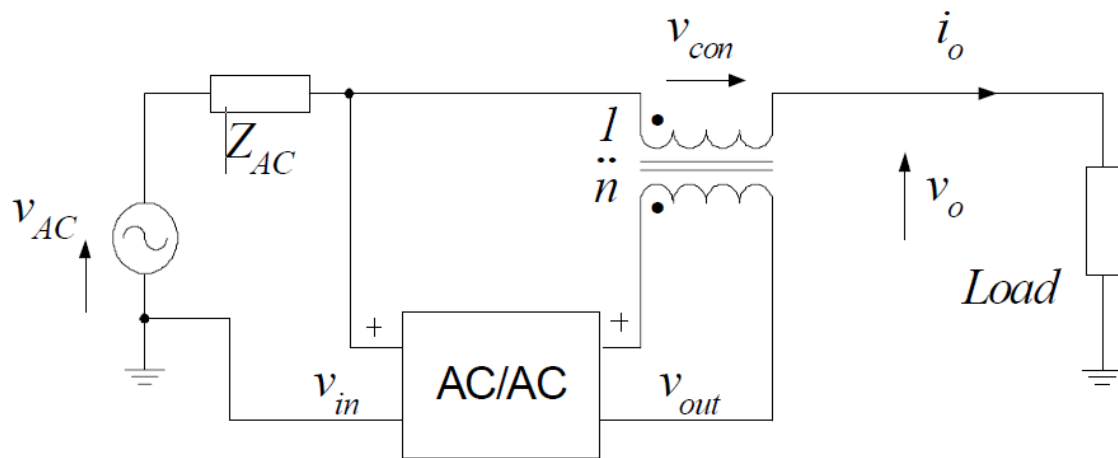 v_con
i_o
1
..
n
Z_AC
v_AC
v_o
Load
+
+
AC/AC
v_in
v_out